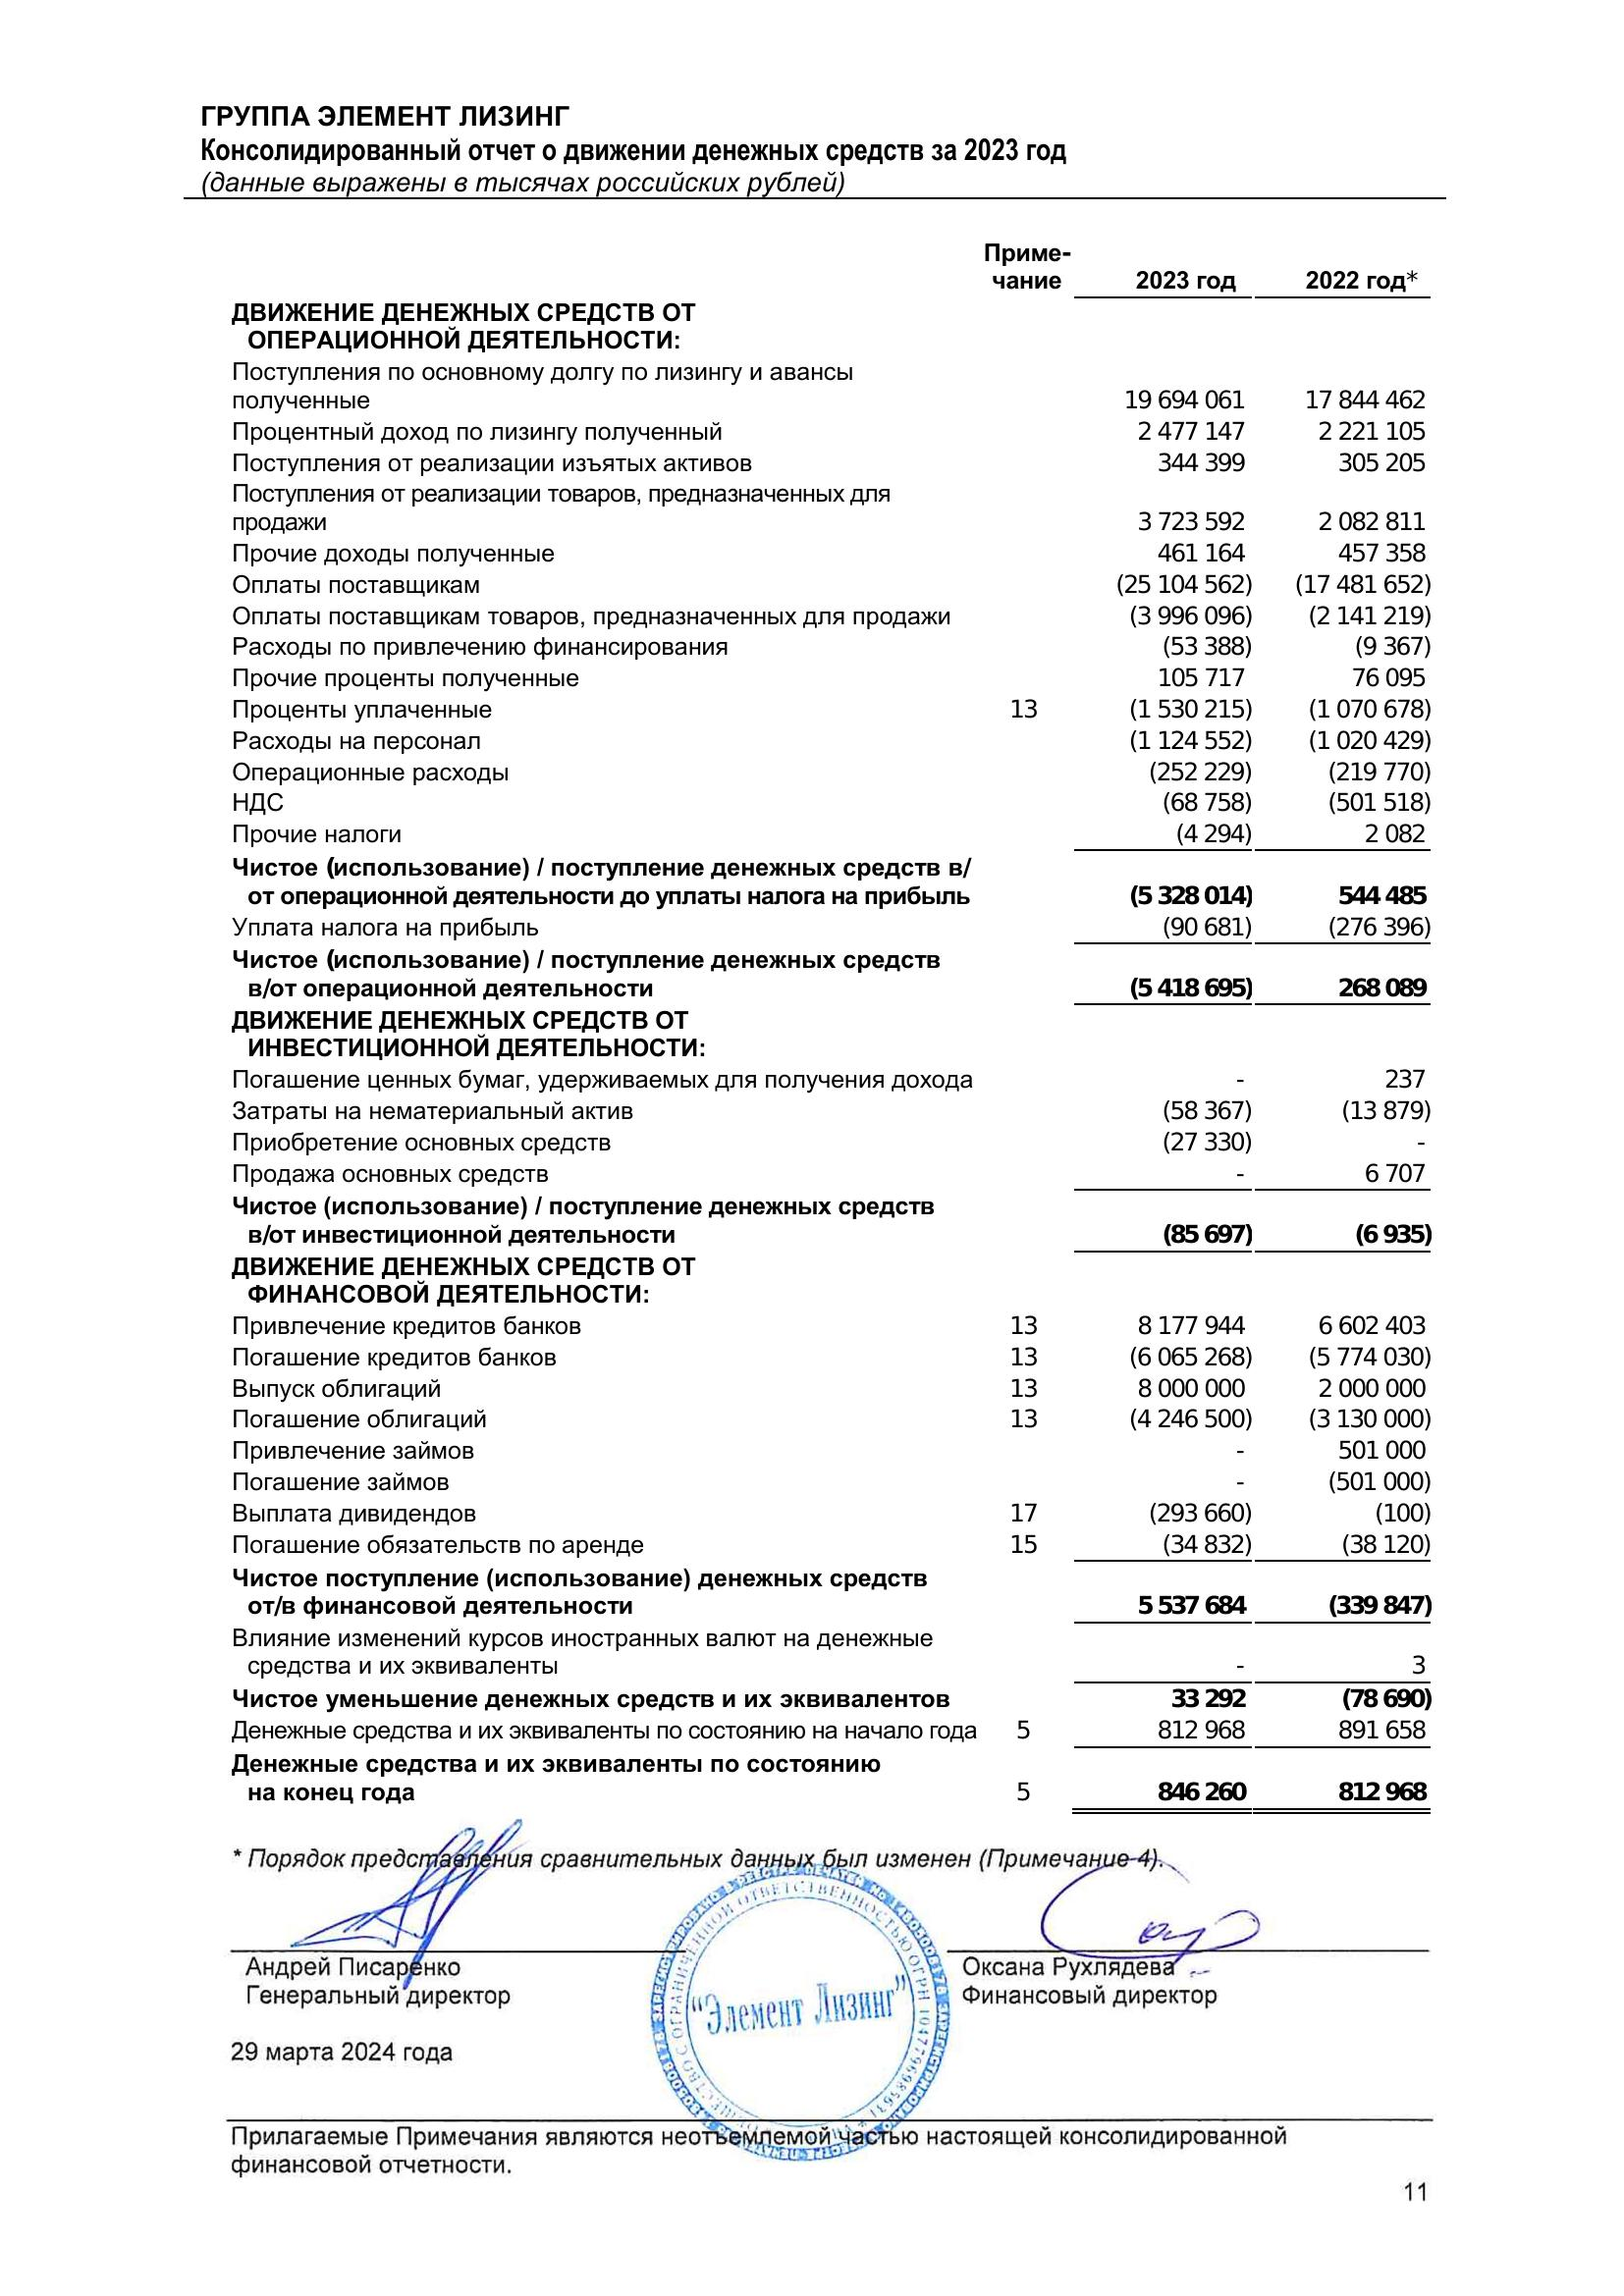 ГРУППА ЭЛЕМЕНТ ЛИЗИНГ
Консолидированный отчет о движении денежных средств за 2023 год
(данные выражены в тысячах российских рублей)
Приме-
чание 2023 год 2022 год*
ДВИЖЕНИЕ ДЕНЕЖНЫХ СРЕДСТВ ОТ
ОПЕРАЦИОННОЙ ДЕЯТЕЛЬНОСТИ:
Поступления по основному долгу по лизингу и авансы
полученные 19 694 061 17 844 462
Процентный доход по лизингу полученный 2 477 147 2 221 105
Поступления от реализации изъятых активов 344 399 305 205
Поступления от реализации товаров, предназначенных для
продажи 3 723 592 2 082 811
Прочие доходы полученные 461 164 457 358
Оплаты поставщикам (25 104 562) (17 481 652)
Оплаты поставщикам товаров, предназначенных для продажи (3 996 096) (2 141 219)
Расходы по привлечению финансирования (53 388) (9 367)
Прочие проценты полученные 105 717 76 095
Проценты уплаченные 13 (1 530 215) (1 070 678)
Расходы на персонал (1 124 552) (1 020 429)
Операционные расходы (252 229) (219 770)
НДС (68 758) (501 518)
Прочие налоги (4 294) 2 082
Чистое (использование) / поступление денежных средств в/
от операционной деятельности до уплаты налога на прибыль (5 328 014) 544 485
Уплата налога на прибыль (90 681) (276 396)
Чистое (использование) / поступление денежных средств
в/от операционной деятельности (5 418 695) 268 089
ДВИЖЕНИЕ ДЕНЕЖНЫХ СРЕДСТВ ОТ
ИНВЕСТИЦИОННОЙ ДЕЯТЕЛЬНОСТИ:
Погашение ценных бумаг, удерживаемых для получения дохода - 237
Затраты на нематериальный актив (58 367) (13 879)
Приобретение основных средств (27 330) -
Продажа основных средств - 6 707
Чистое (использование) / поступление денежных средств
в/от инвестиционной деятельности (85 697) (6 935)
ДВИЖЕНИЕ ДЕНЕЖНЫХ СРЕДСТВ ОТ
ФИНАНСОВОЙ ДЕЯТЕЛЬНОСТИ:
Привлечение кредитов банков 13 8 177 944 6 602 403
Погашение кредитов банков 13 (6 065 268) (5 774 030)
Выпуск облигаций 13 8 000 000 2 000 000
Погашение облигаций 13 (4 246 500) (3 130 000)
Привлечение займов - 501 000
Погашение займов - (501 000)
Выплата дивидендов 17 (293 660) (100)
Погашение обязательств по аренде 15 (34 832) (38 120)
Чистое поступление (использование) денежных средств
от/в финансовой деятельности 5 537 684 (339 847)
Влияние изменений курсов иностранных валют на денежные
средства и их эквиваленты - 3
Чистое уменьшение денежных средств и их эквивалентов 33 292 (78 690)
Денежные средства и их эквиваленты по состоянию на начало года 5 812 968 891 658
Денежные средства и их эквиваленты по состоянию
на конец года 5 846 260 812 968
* Порядок представления сравнительных данных был изменен (Примечание 4).
Андрей Писаренко
Генеральный директор
Оксана Рухлядева
Финансовый директор
"Элемент Лизинг"
29 марта 2024 года
Прилагаемые Примечания являются неотъемлемой частью настоящей консолидированной
финансовой отчетности.
11